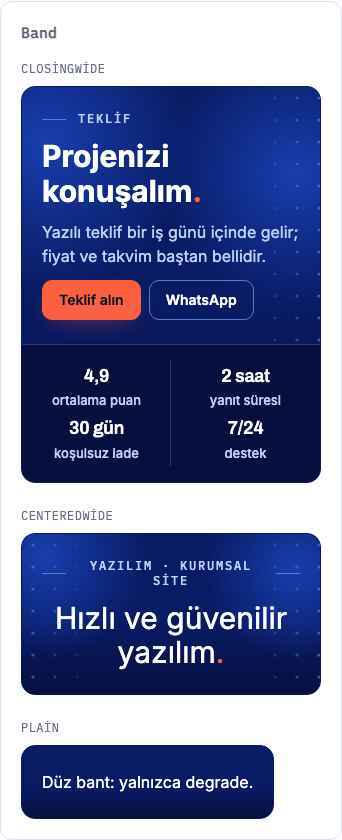 Band
CLOSİNGWİDE
TEKLİF
Projenizi
konuşalım.
Yazılı teklif bir iş günü içinde gelir;
fiyat ve takvim baştan bellidir.
Teklif alın
WhatsApp
4,9
ortalama puan
2 saat
yanıt süresi
30 gün
koşulsuz iade
7/24
destek
CENTEREDWİDE
YAZILIM · KURUMSAL
SİTE
Hızlı ve güvenilir
yazılım.
PLAİN
Düz bant: yalnızca degrade.